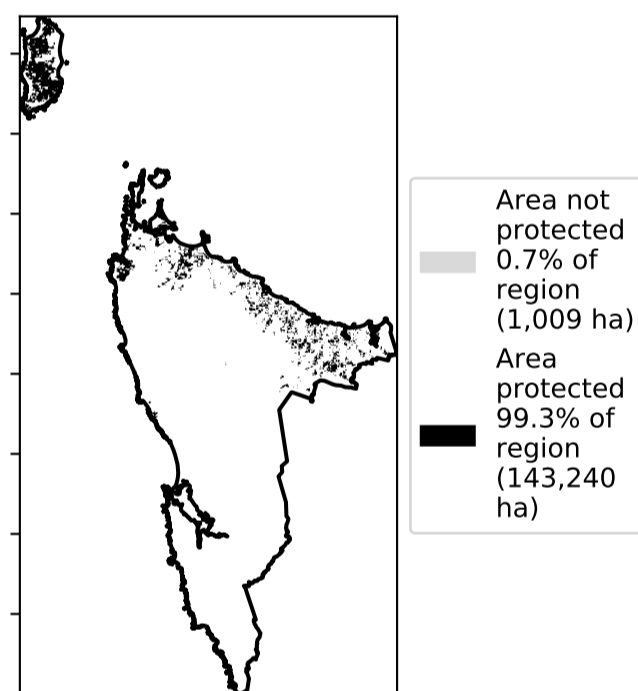 Area not
protected
0.7% of
region
(1,009 ha)
Area
protected
99.3% of
region
(143,240
ha)